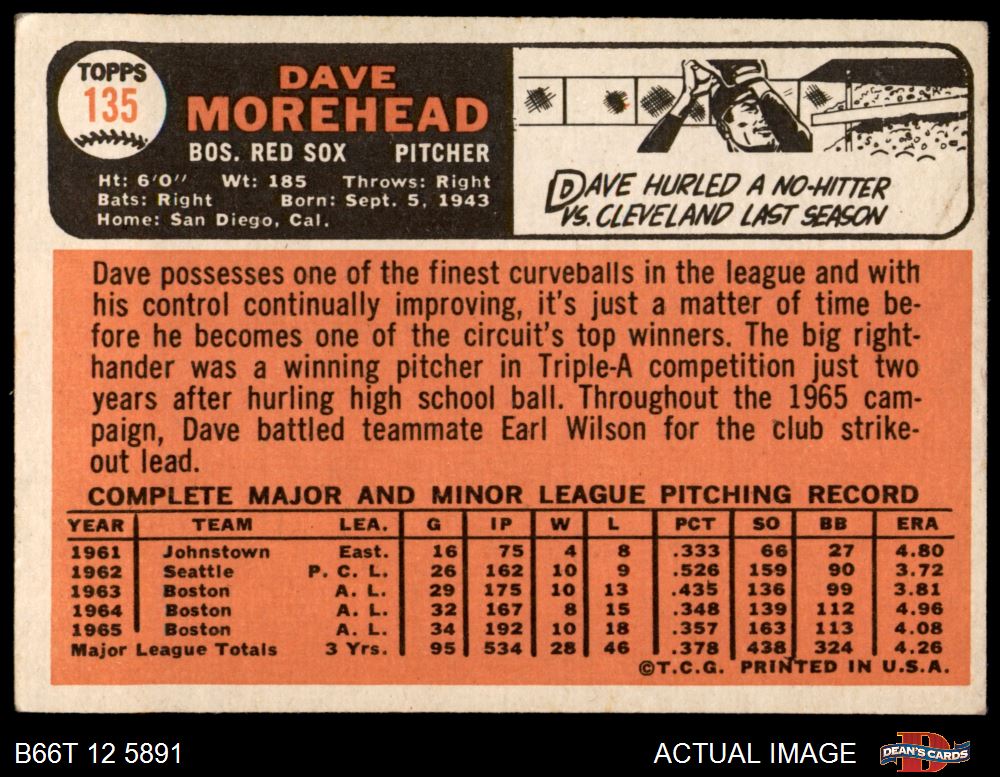 TOPPS
135
DAVE
MOREHEAD
BOS. RED SOX PITCHER
Ht: 6'0" Wt: 185 Throws: Right
Bats: Right Born: Sept. 5, 1943
Home: San Diego, Cal.
DAVE HURLED A NO-HITTER
VS. CLEVELAND LAST SEASON
Dave possesses one of the finest curveballs in the league and with
his control continually improving, it's just a matter of time be-
fore he becomes one of the circuit's top winners. The big right-
hander was a winning pitcher in Triple-A competition just two
years after hurling high school ball. Throughout the 1965 cam-
paign, Dave battled teammate Earl Wilson for the club strike-
out lead.
COMPLETE MAJOR AND MINOR LEAGUE PITCHING RECORD
YEAR TEAM LEA. G IP W L PCT SO BB ERA
1961 Johnstown East. 16 75 4 8 .333 66 27 4.80
1962 Seattle P. C. L. 26 162 10 9 .526 159 90 3.72
1963 Boston A. L. 29 175 10 13 .435 136 99 3.81
1964 Boston A. L. 32 167 8 15 .348 139 112 4.96
1965 Boston A. L. 34 192 10 18 .357 163 113 4.08
Major League Totals 3 Yrs. 95 534 28 46 .378 438 324 4.26
©T.C.G. PRINTED IN U.S.A.
B66T 12 5891 ACTUAL IMAGE DEAN'S CARDS